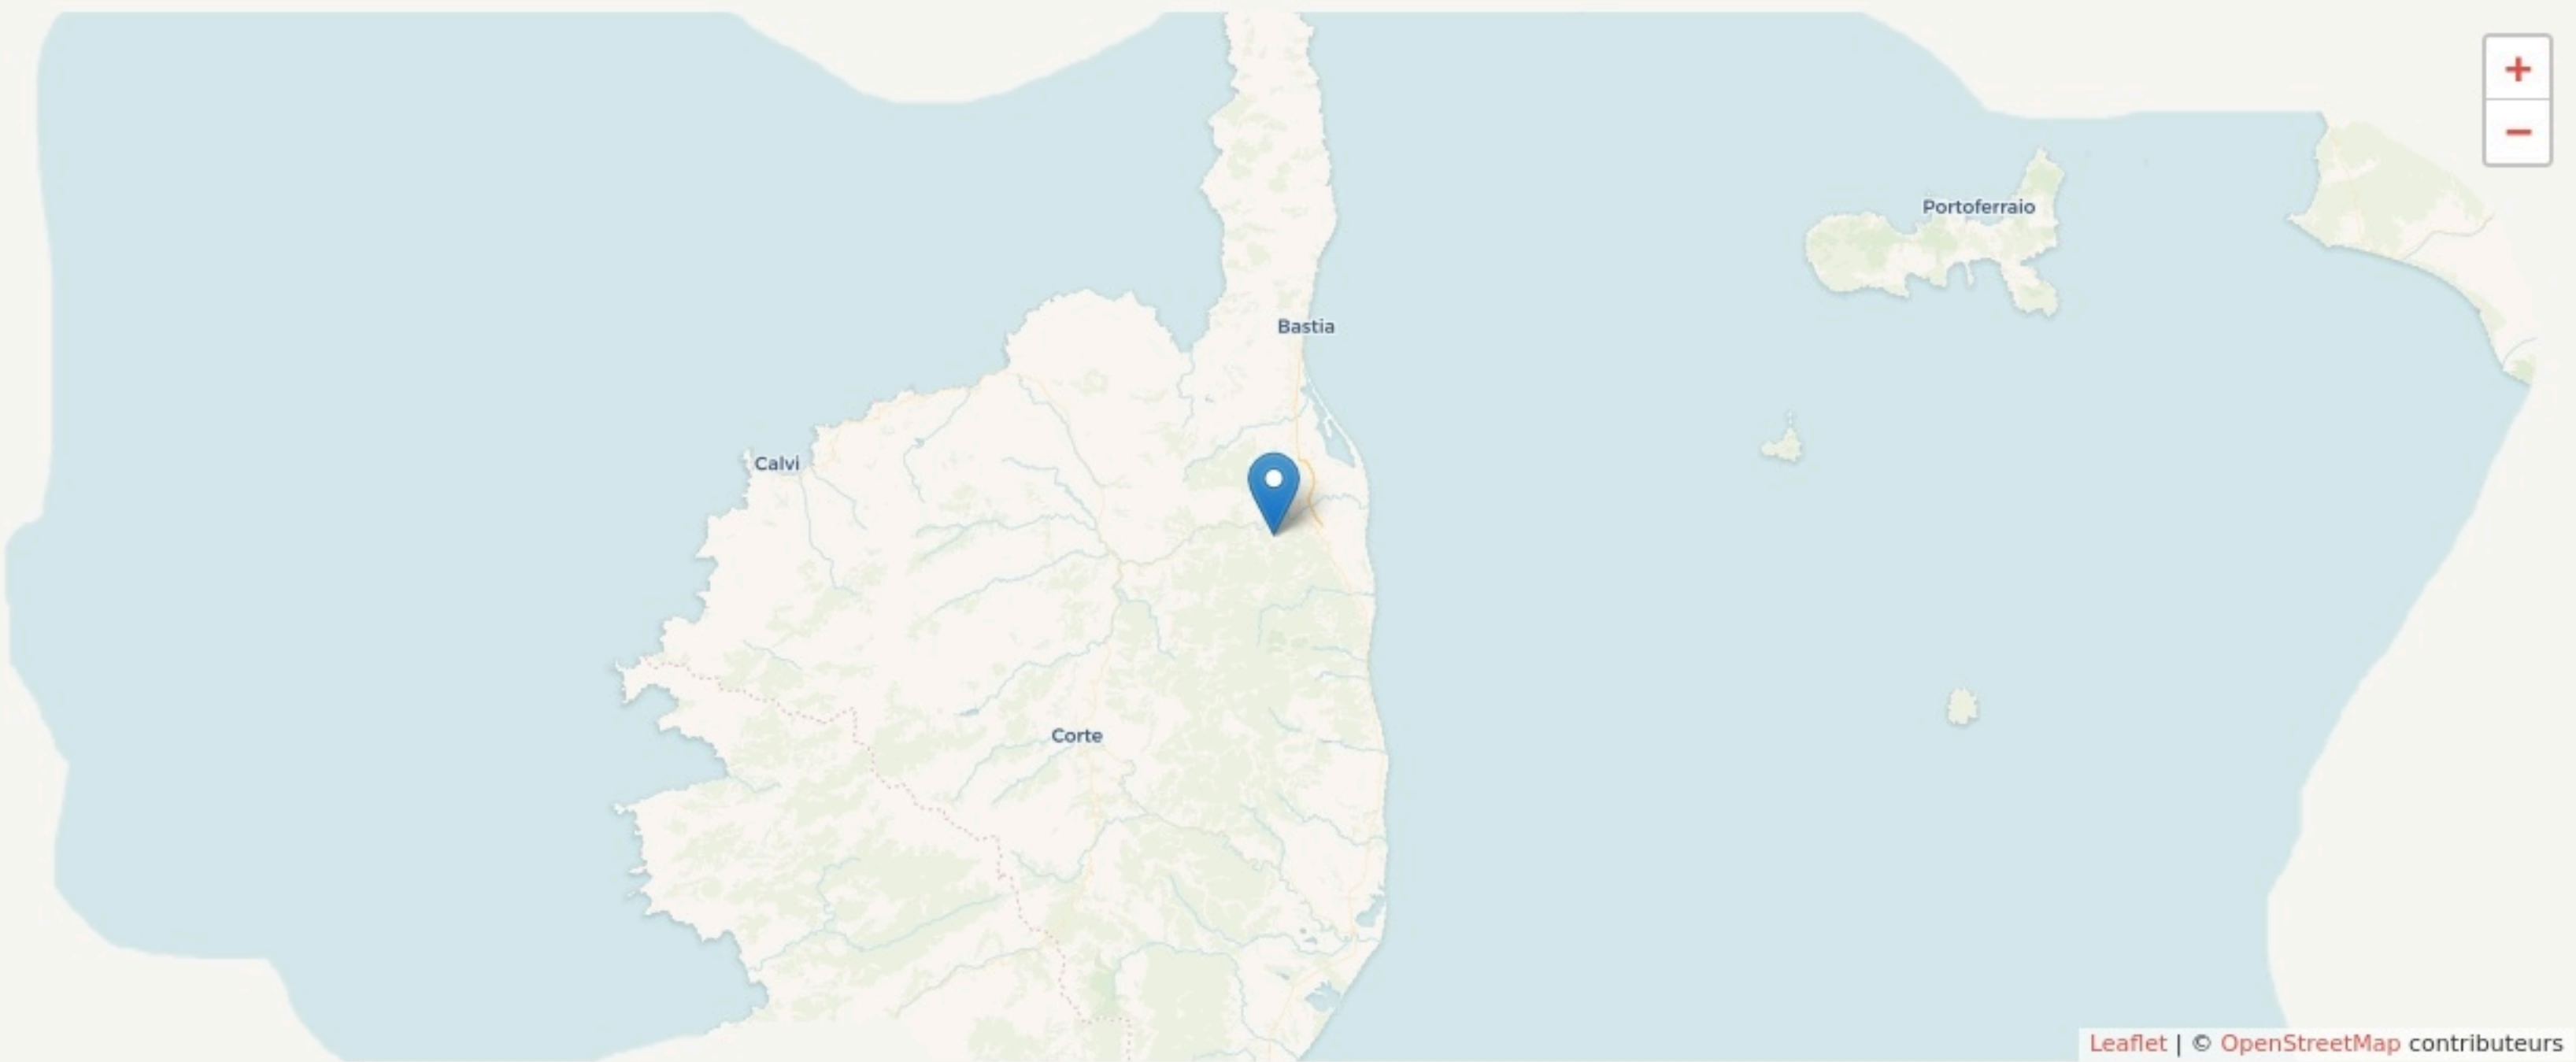 +
Portoferraio
−
Bastia
Calvi
Corte
Leaflet | © OpenStreetMap contributeurs